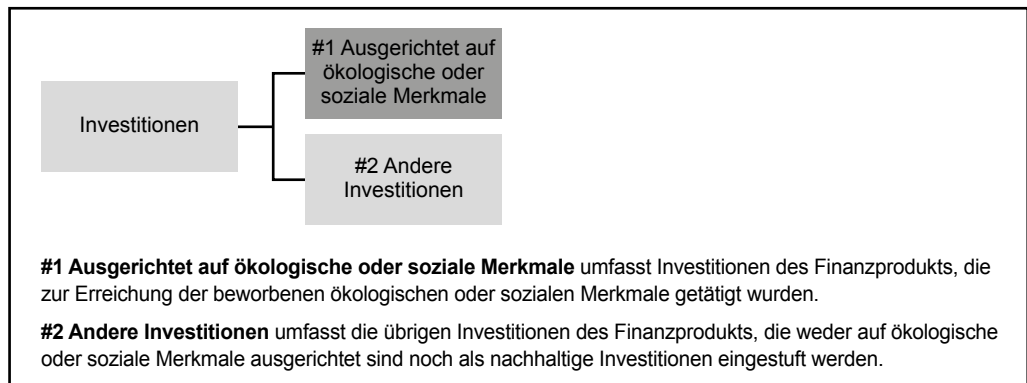 #1 Ausgerichtet auf
ökologische oder
soziale Merkmale
Investitionen
#2 Andere
Investitionen
#1 Ausgerichtet auf ökologische oder soziale Merkmale umfasst Investitionen des Finanzprodukts, die
zur Erreichung der beworbenen ökologischen oder sozialen Merkmale getätigt wurden.
#2 Andere Investitionen umfasst die übrigen Investitionen des Finanzprodukts, die weder auf ökologische
oder soziale Merkmale ausgerichtet sind noch als nachhaltige Investitionen eingestuft werden.